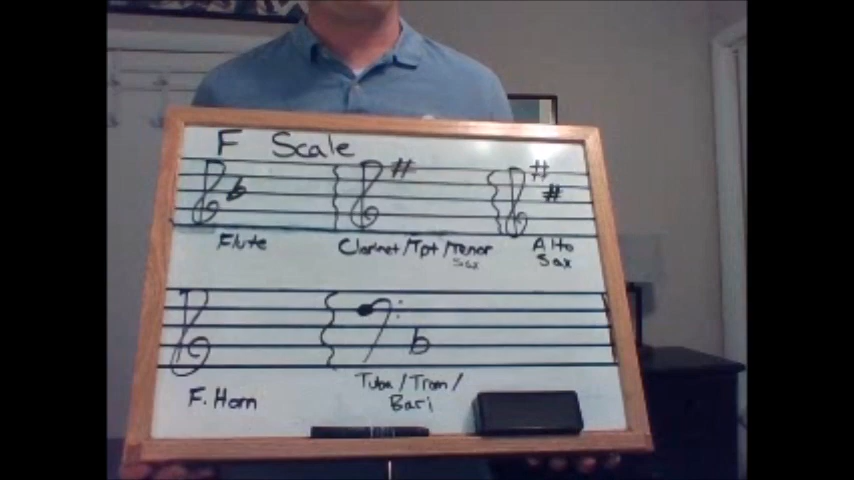 F Scale
Flute
Clarinet/Tpt/Tenor
Sax
Alto
Sax
F. Horn
Tuba/Trom/
Bari